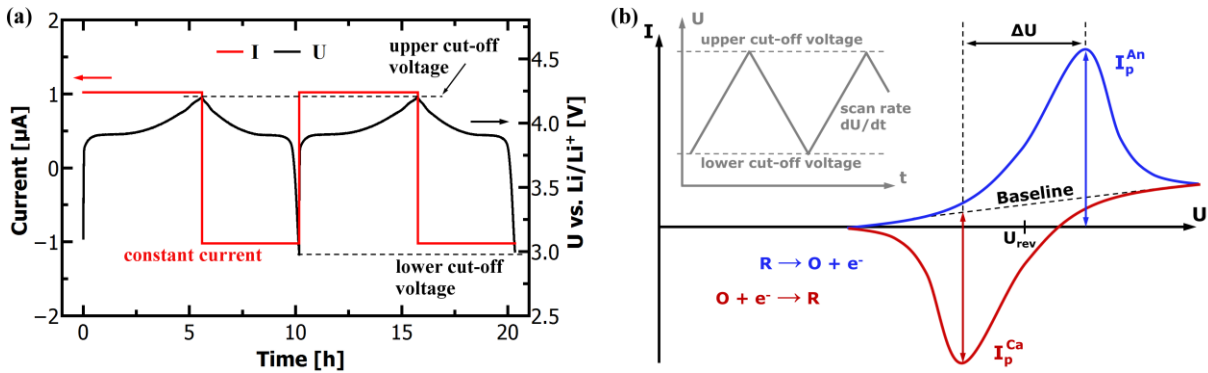 (a)
I U
upper cut-off
voltage
Current [µA]
2
1
0
−1
−2
4.5
4.0
3.5
3.0
2.5
U vs. Li/Li⁺ [V]
constant current
lower cut-off
voltage
0 5 10 15 20
Time [h]
(b)
I
U
upper cut-off voltage
scan rate
dU/dt
lower cut-off voltage
t
ΔU
I_p^An
Baseline
U
U_rev
R → O + e⁻
O + e⁻ → R
I_p^Ca